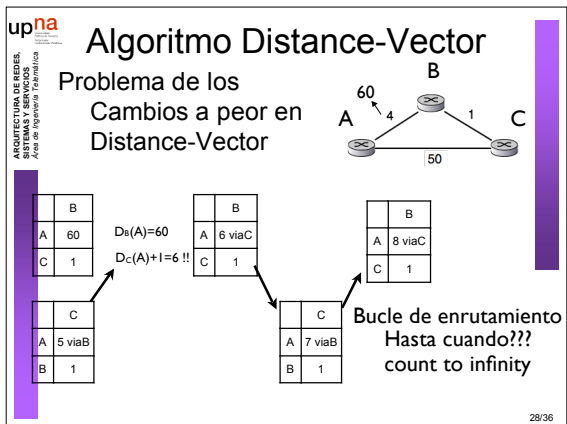 upna
ARQUITECTURA DE REDES,
SISTEMAS Y SERVICIOS
Área de Ingeniería Telemática
Algoritmo Distance-Vector
Problema de los
Cambios a peor en
Distance-Vector
B
60
A
4
1
C
50
B
A 60
C 1
DB(A)=60
DC(A)+1=6 !!
B
A 6 viaC
C 1
B
A 8 viaC
C 1
C
A 5 viaB
B 1
C
A 7 viaB
B 1
Bucle de enrutamiento
Hasta cuando???
count to infinity
28/36